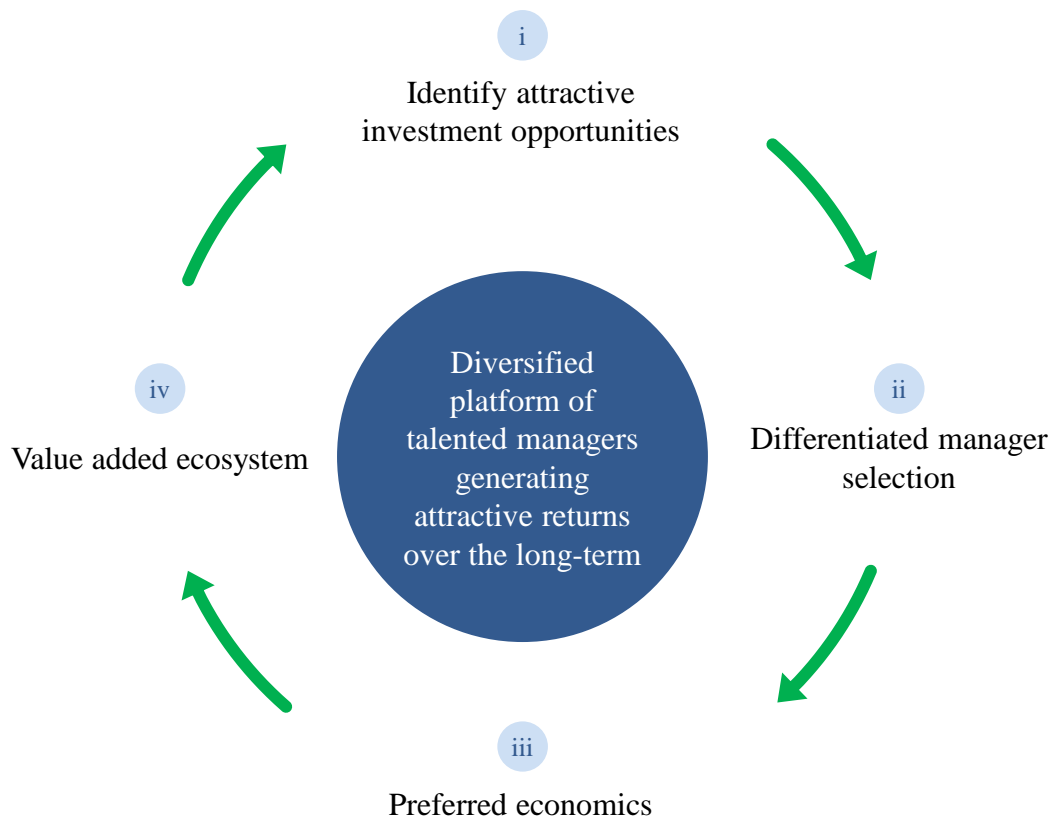 i
Identify attractive
investment opportunities
ii
Differentiated manager
selection
iii
Preferred economics
iv
Value added ecosystem
Diversified
platform of
talented managers
generating
attractive returns
over the long-term